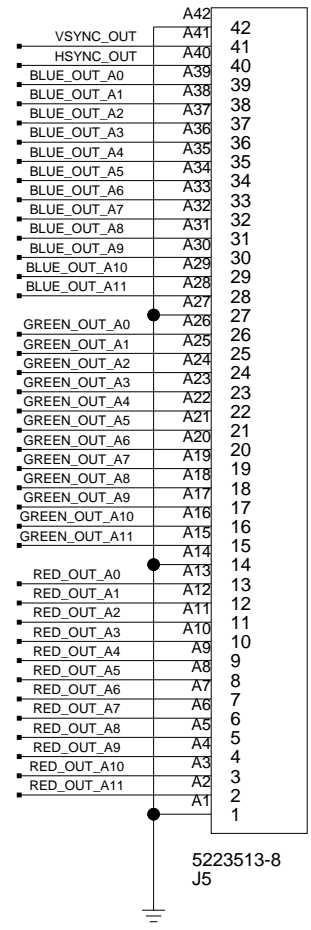 A42 42
VSYNC_OUT A41 41
HSYNC_OUT A40 40
BLUE_OUT_A0 A39 39
BLUE_OUT_A1 A38 38
BLUE_OUT_A2 A37 37
BLUE_OUT_A3 A36 36
BLUE_OUT_A4 A35 35
BLUE_OUT_A5 A34 34
BLUE_OUT_A6 A33 33
BLUE_OUT_A7 A32 32
BLUE_OUT_A8 A31 31
BLUE_OUT_A9 A30 30
BLUE_OUT_A10 A29 29
BLUE_OUT_A11 A28 28
A27 27
GREEN_OUT_A0 A26 26
GREEN_OUT_A1 A25 25
GREEN_OUT_A2 A24 24
GREEN_OUT_A3 A23 23
GREEN_OUT_A4 A22 22
GREEN_OUT_A5 A21 21
GREEN_OUT_A6 A20 20
GREEN_OUT_A7 A19 19
GREEN_OUT_A8 A18 18
GREEN_OUT_A9 A17 17
GREEN_OUT_A10 A16 16
GREEN_OUT_A11 A15 15
A14 14
RED_OUT_A0 A13 13
RED_OUT_A1 A12 12
RED_OUT_A2 A11 11
RED_OUT_A3 A10 10
RED_OUT_A4 A9 9
RED_OUT_A5 A8 8
RED_OUT_A6 A7 7
RED_OUT_A7 A6 6
RED_OUT_A8 A5 5
RED_OUT_A9 A4 4
RED_OUT_A10 A3 3
RED_OUT_A11 A2 2
A1 1
5223513-8
J5